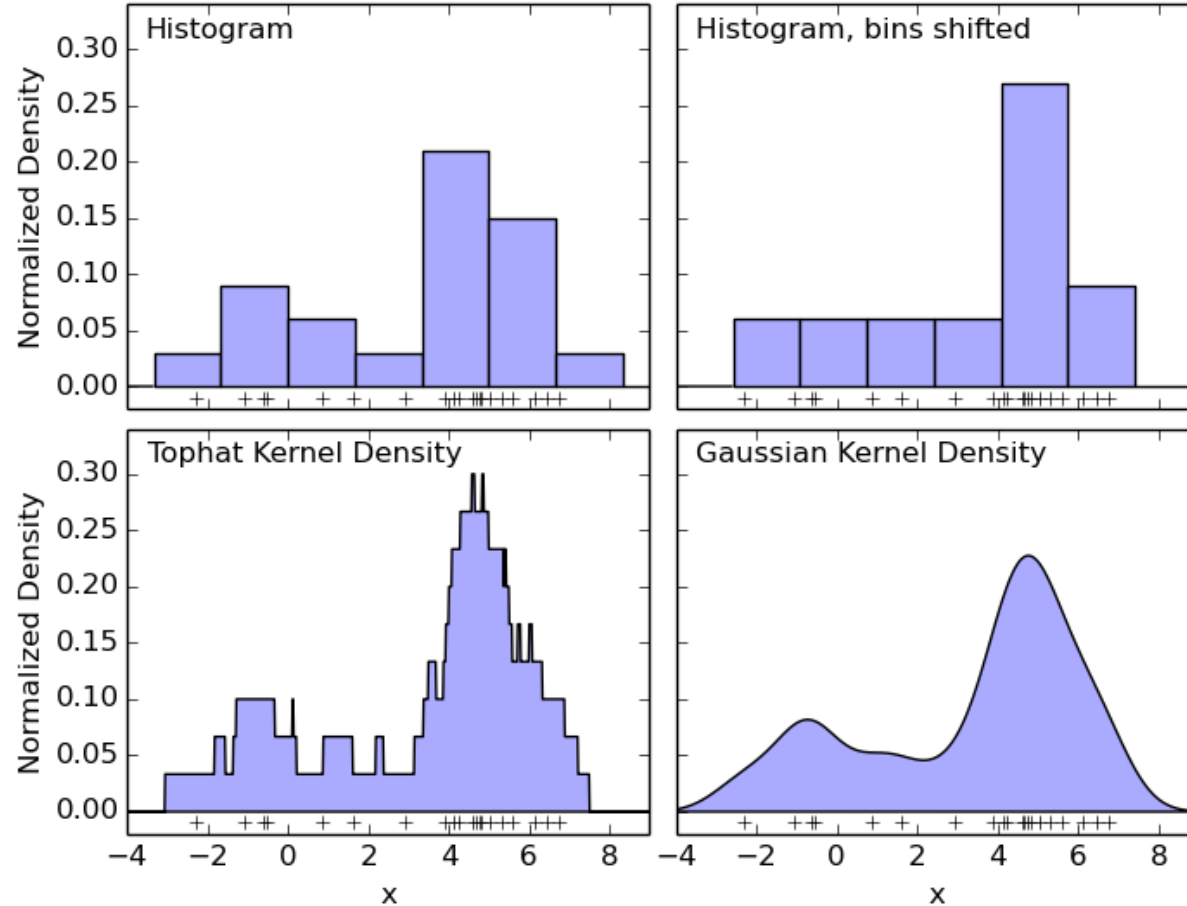 Histogram
Histogram, bins shifted
Normalized Density
0.30
0.25
0.20
0.15
0.10
0.05
0.00
Tophat Kernel Density
Gaussian Kernel Density
Normalized Density
0.30
0.25
0.20
0.15
0.10
0.05
0.00
−4 −2 0 2 4 6 8
−4 −2 0 2 4 6 8
x
x